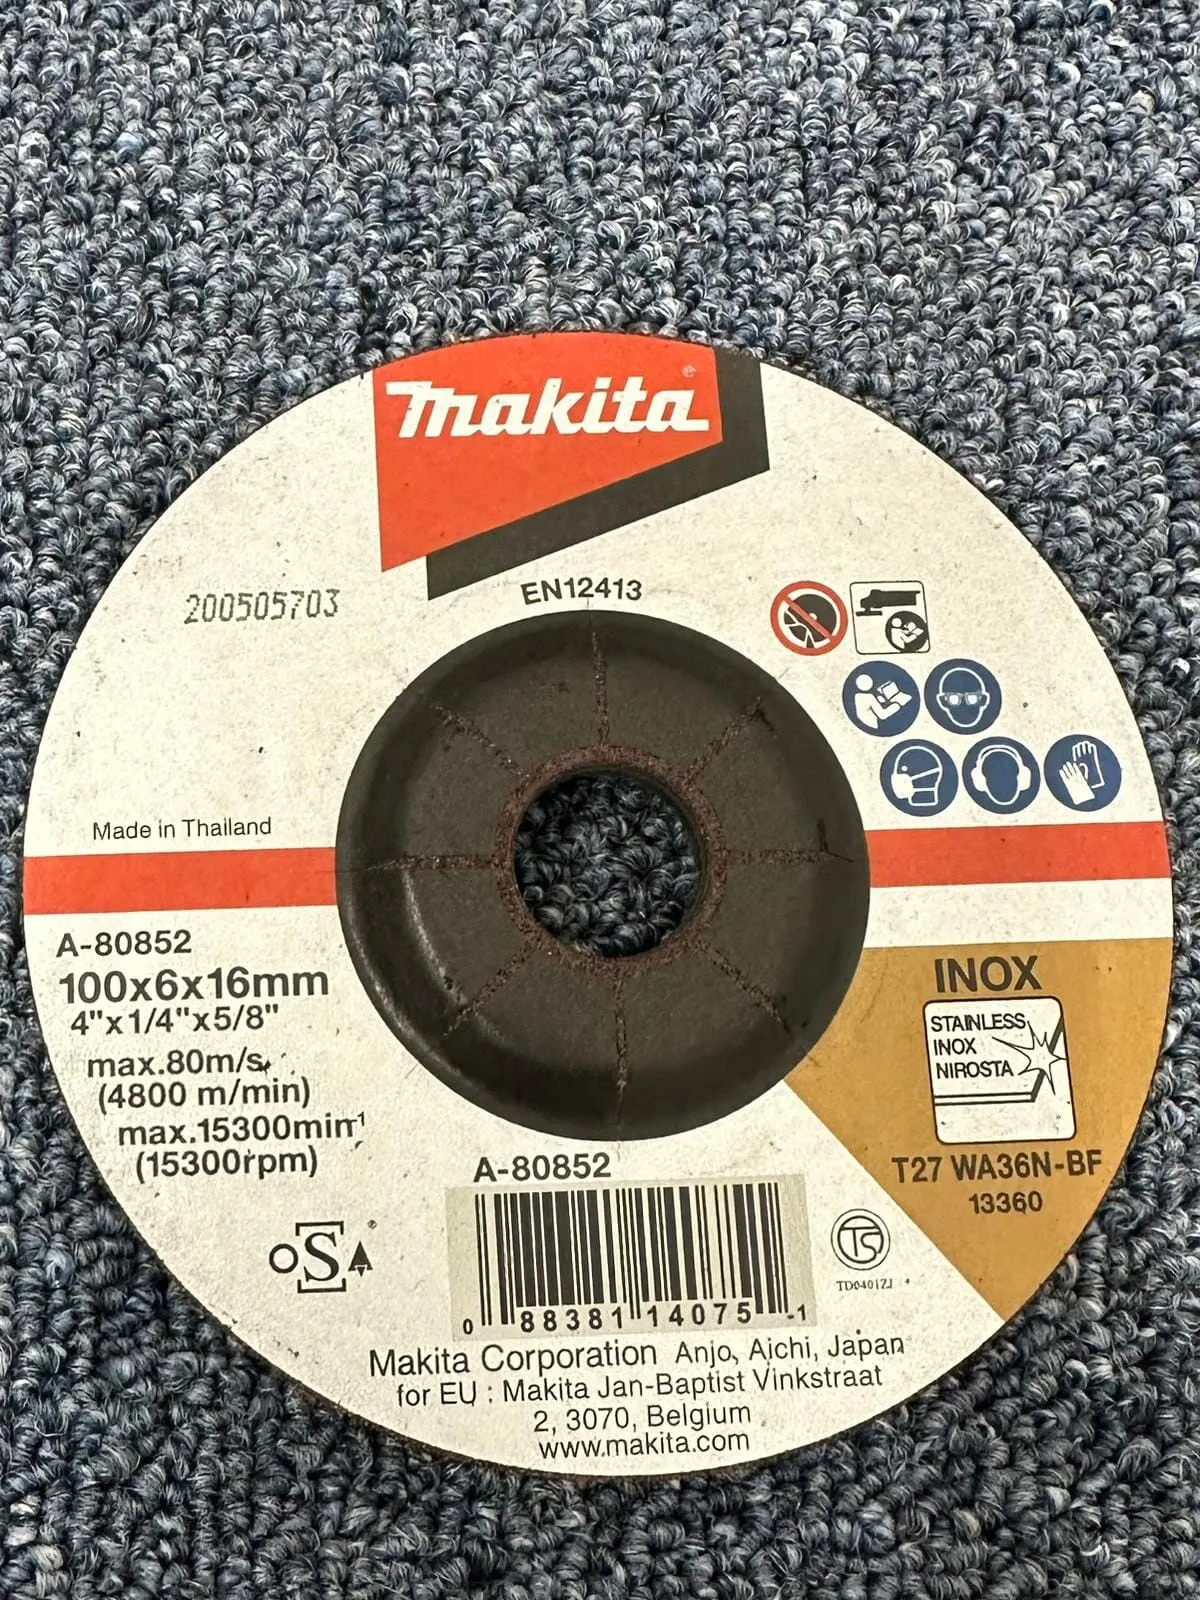 makita®
EN12413
200505703
Made in Thailand
A-80852
100x6x16mm
4"x1/4"x5/8"
max.80m/s
(4800 m/min)
max.15300min⁻¹
(15300rpm)
INOX
STAINLESS
INOX
NIROSTA
T27 WA36N-BF
13360
oSA
A-80852
0 88381 14075 -1
TS
Makita Corporation Anjo, Aichi, Japan
for EU : Makita Jan-Baptist Vinkstraat
2, 3070, Belgium
www.makita.com